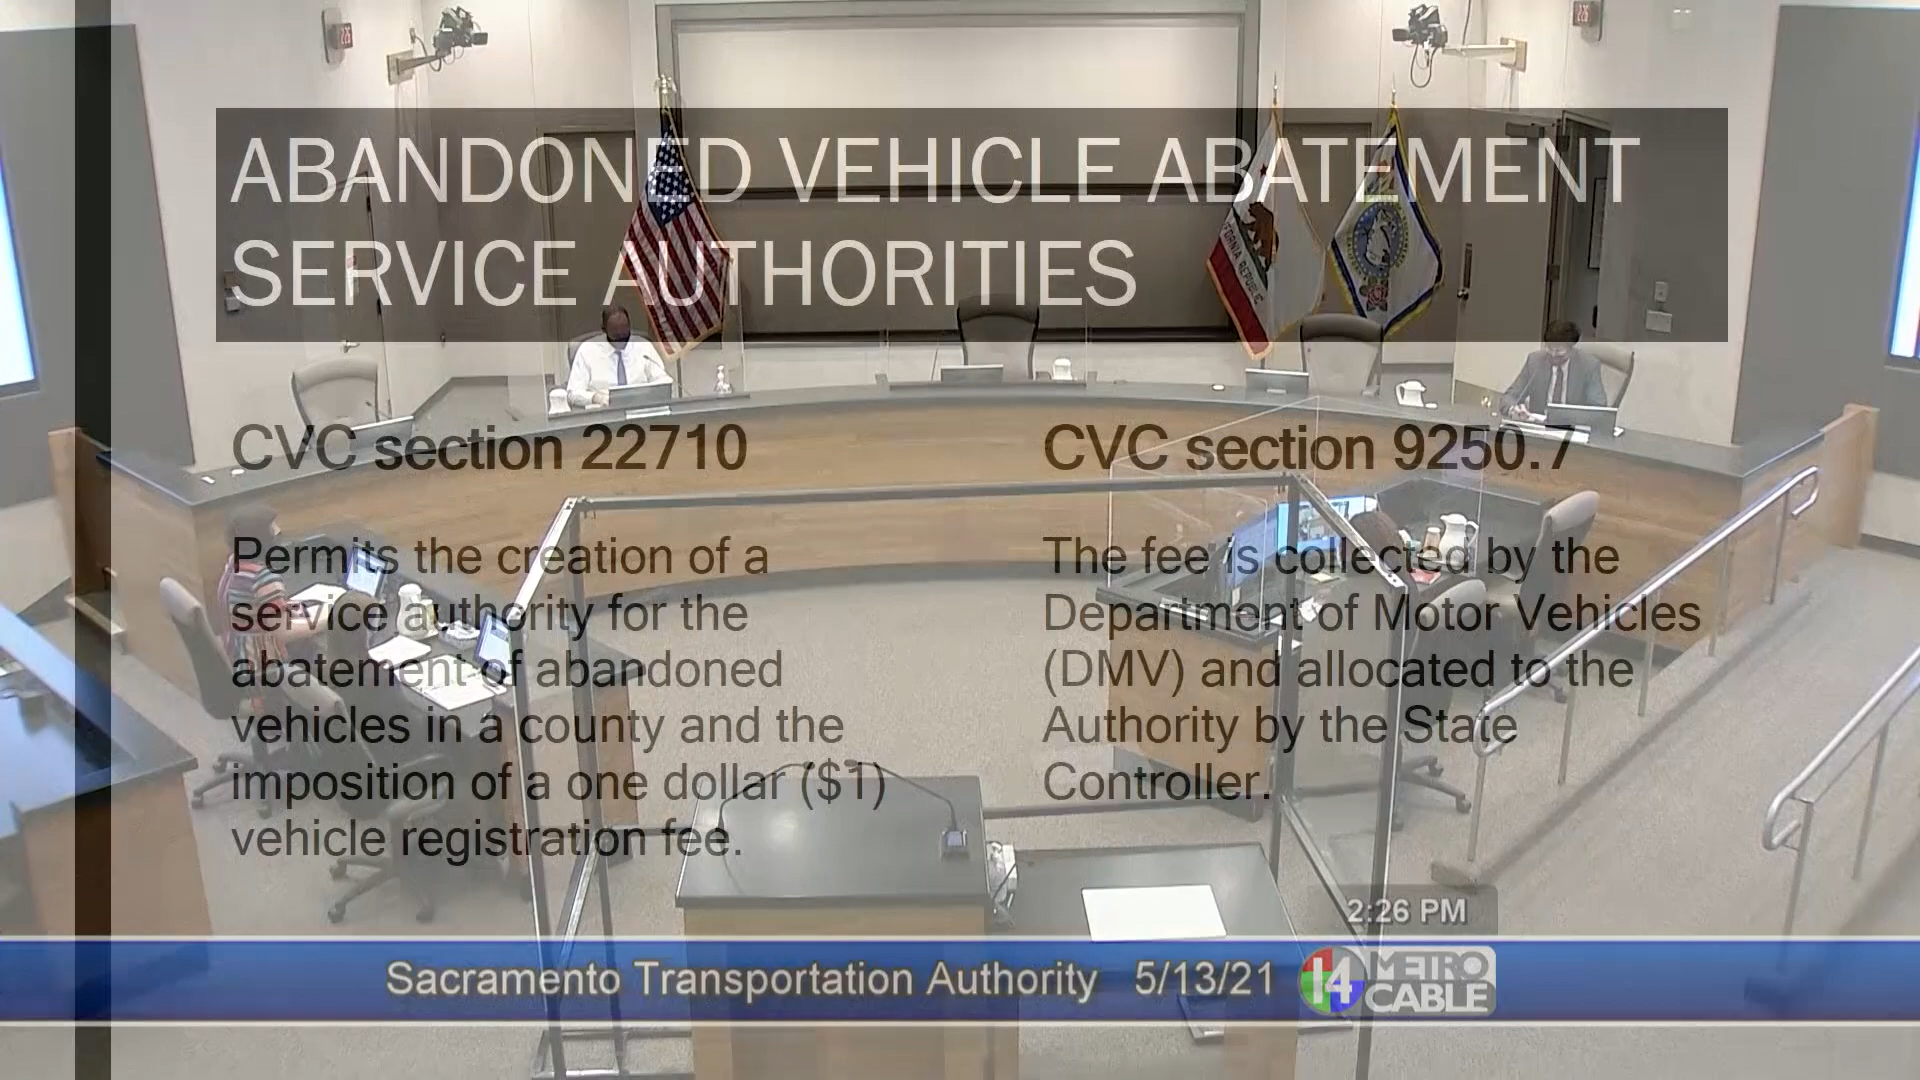 ABANDONED VEHICLE ABATEMENT
SERVICE AUTHORITIES
CVC section 22710
Permits the creation of a
service authority for the
abatement of abandoned
vehicles in a county and the
imposition of a one dollar ($1)
vehicle registration fee.
CVC section 9250.7
The fee is collected by the
Department of Motor Vehicles
(DMV) and allocated to the
Authority by the State
Controller.
2:26 PM
Sacramento Transportation Authority 5/13/21
14 METRO
CABLE